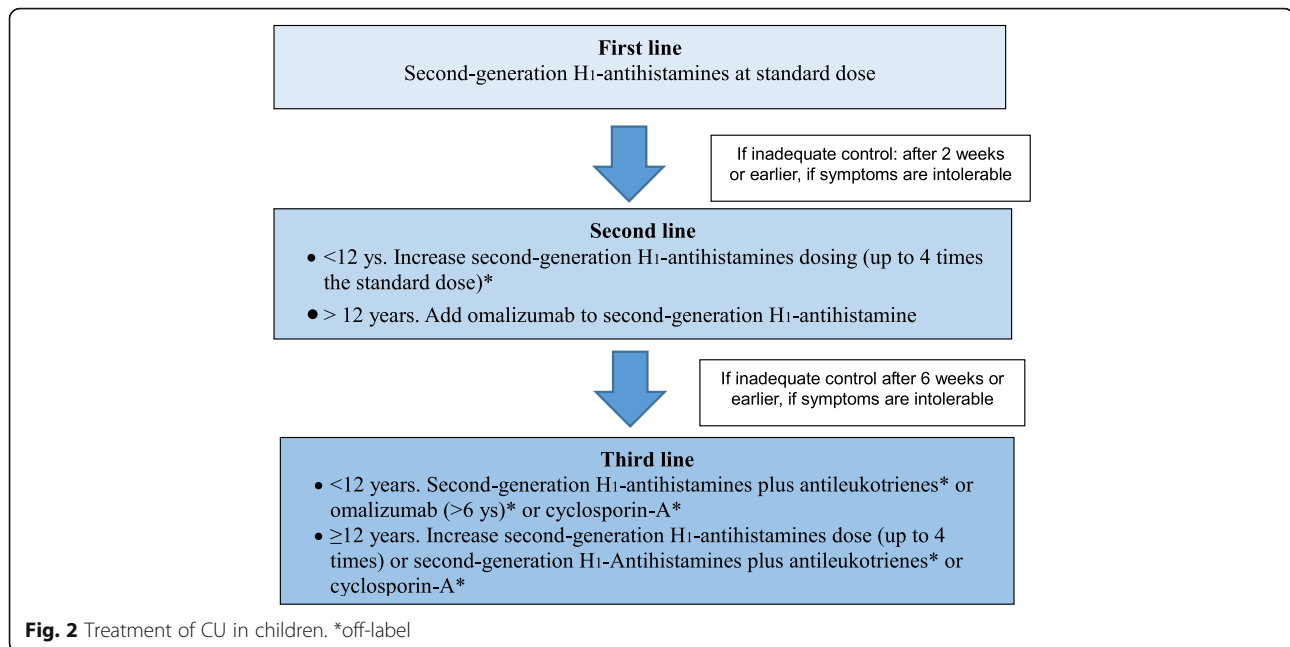 First line
Second-generation H1-antihistamines at standard dose
If inadequate control: after 2 weeks
or earlier, if symptoms are intolerable
Second line
• <12 ys. Increase second-generation H1-antihistamines dosing (up to 4 times
the standard dose)*
• > 12 years. Add omalizumab to second-generation H1-antihistamine
If inadequate control after 6 weeks or
earlier, if symptoms are intolerable
Third line
• <12 years. Second-generation H1-antihistamines plus antileukotrienes* or
omalizumab (>6 ys)* or cyclosporin-A*
• ≥12 years. Increase second-generation H1-antihistamines dose (up to 4
times) or second-generation H1-Antihistamines plus antileukotrienes* or
cyclosporin-A*
Fig. 2 Treatment of CU in children. *off-label